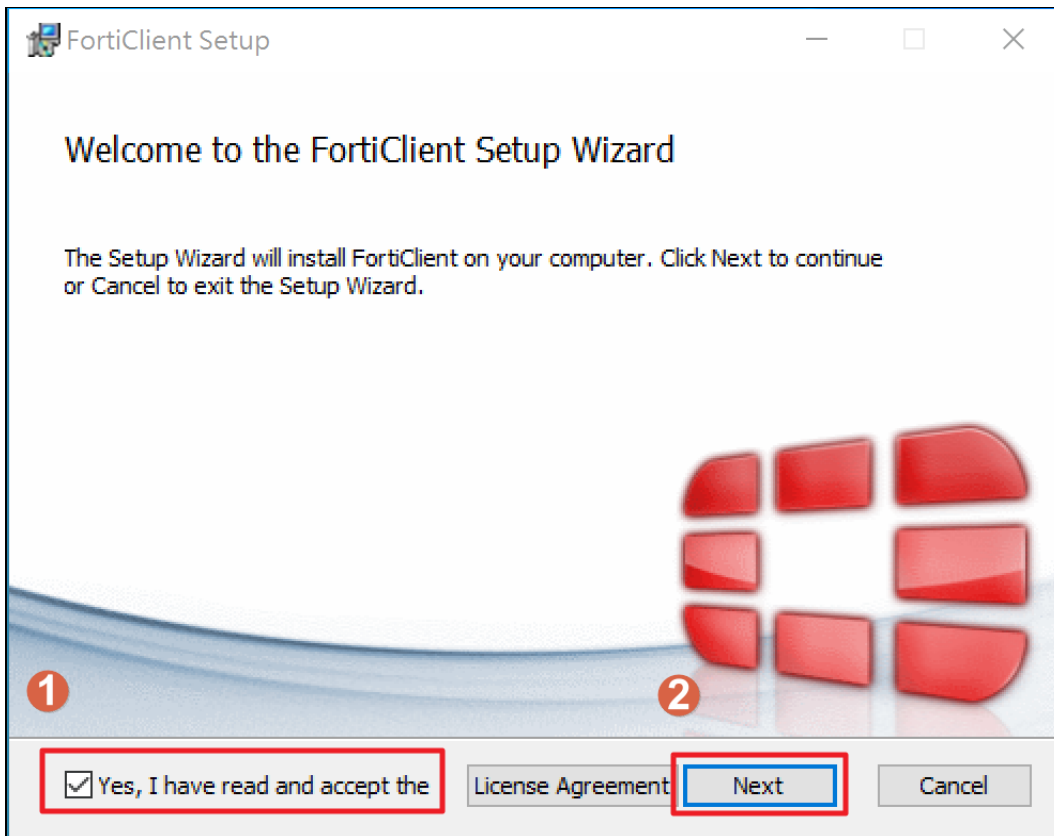 FortiClient Setup
Welcome to the FortiClient Setup Wizard
The Setup Wizard will install FortiClient on your computer. Click Next to continue
or Cancel to exit the Setup Wizard.
1
2
Yes, I have read and accept the
License Agreement
Next
Cancel